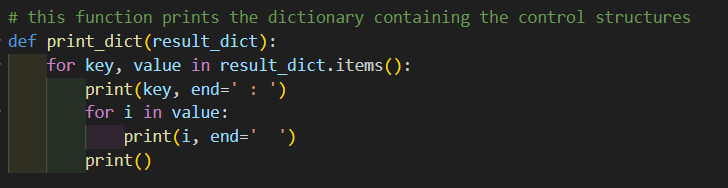 # this function prints the dictionary containing the control structures
def print_dict(result_dict):
    for key, value in result_dict.items():
        print(key, end=' : ')
        for i in value:
            print(i, end='  ')
        print()